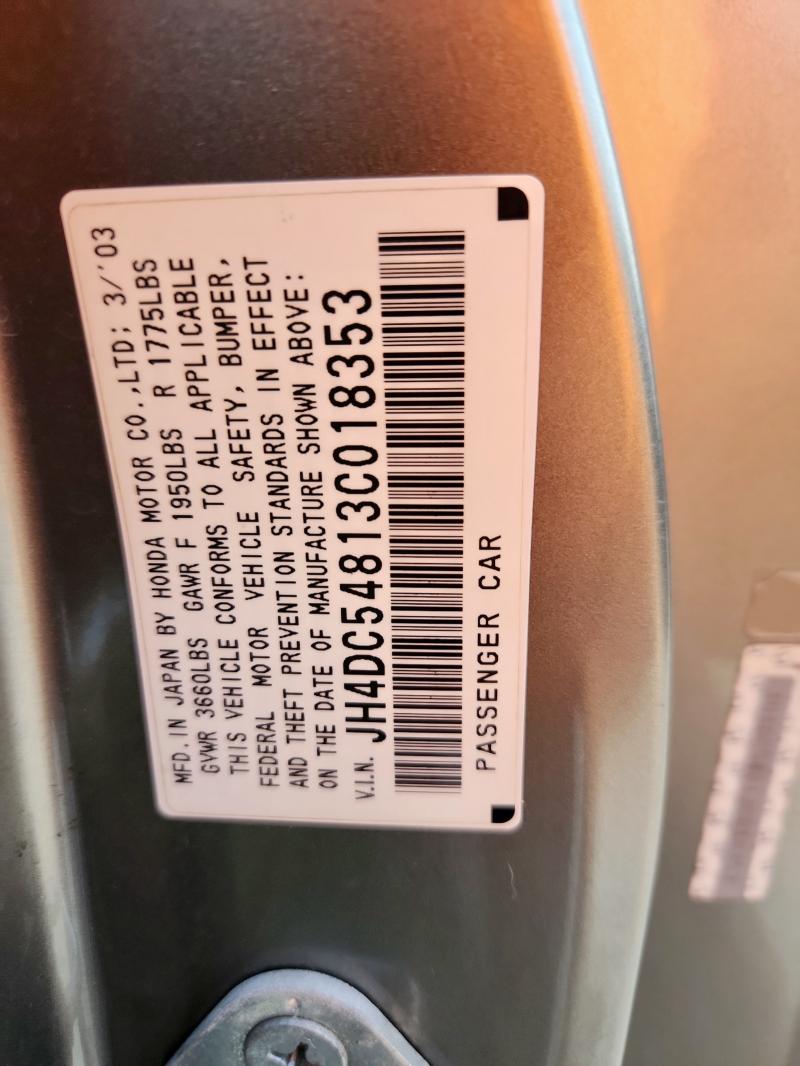 MFD. IN JAPAN BY HONDA MOTOR CO.,LTD; 3/'03
GVWR 3660LBS GAWR F 1950LBS R 1775LBS
THIS VEHICLE CONFORMS TO ALL APPLICABLE
FEDERAL MOTOR VEHICLE SAFETY, BUMPER,
AND THEFT PREVENTION STANDARDS IN EFFECT
ON THE DATE OF MANUFACTURE SHOWN ABOVE:
V.I.N. JH4DC54813C018353
PASSENGER CAR